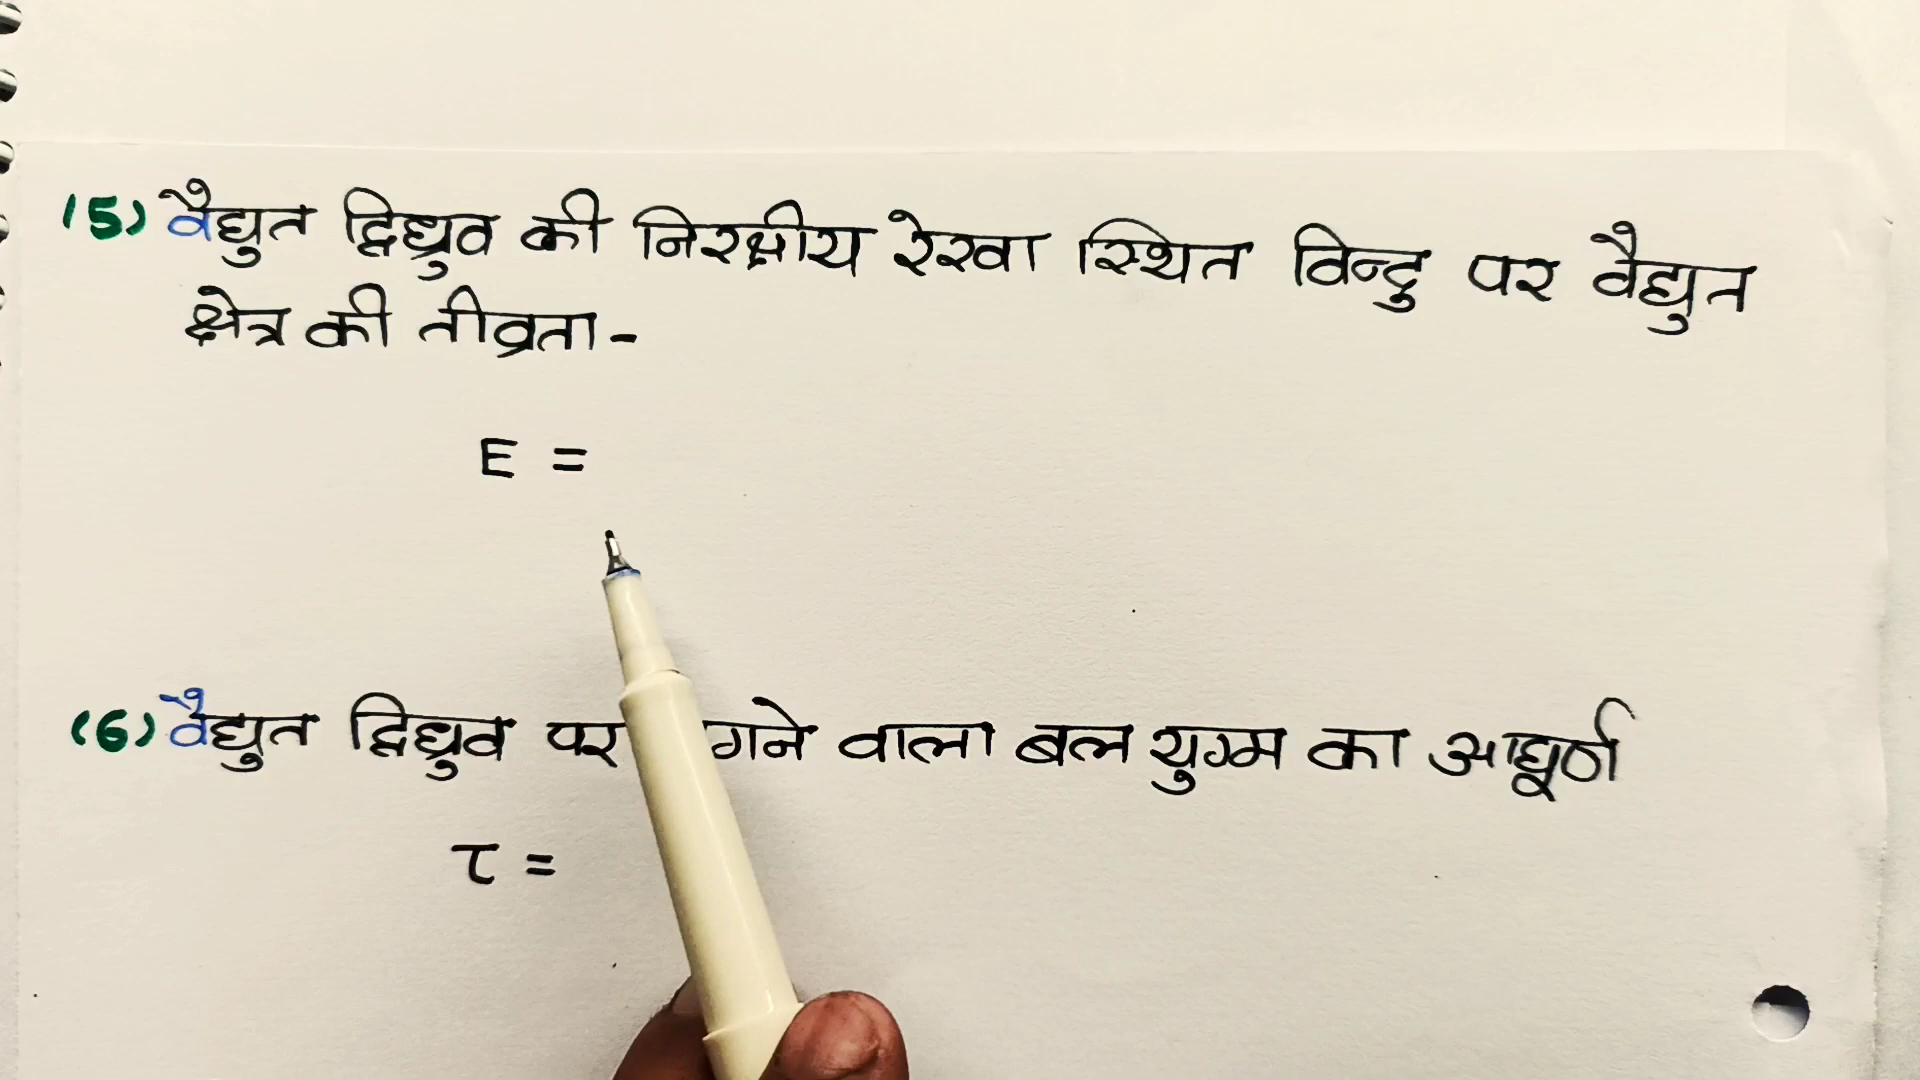 (5) वैद्युत द्विध्रुव की निरक्षीय रेखा स्थित विन्दु पर वैद्युत
क्षेत्र की तीव्रता-
E =
(6) वैद्युत द्विध्रुव पर गने वाला बल युग्म का आघूर्ण
τ =